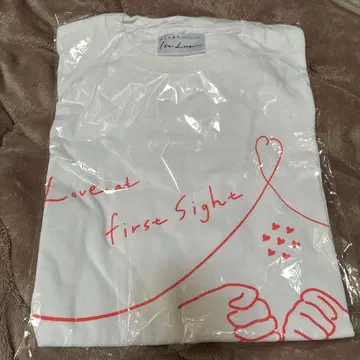 Love at
first Sight